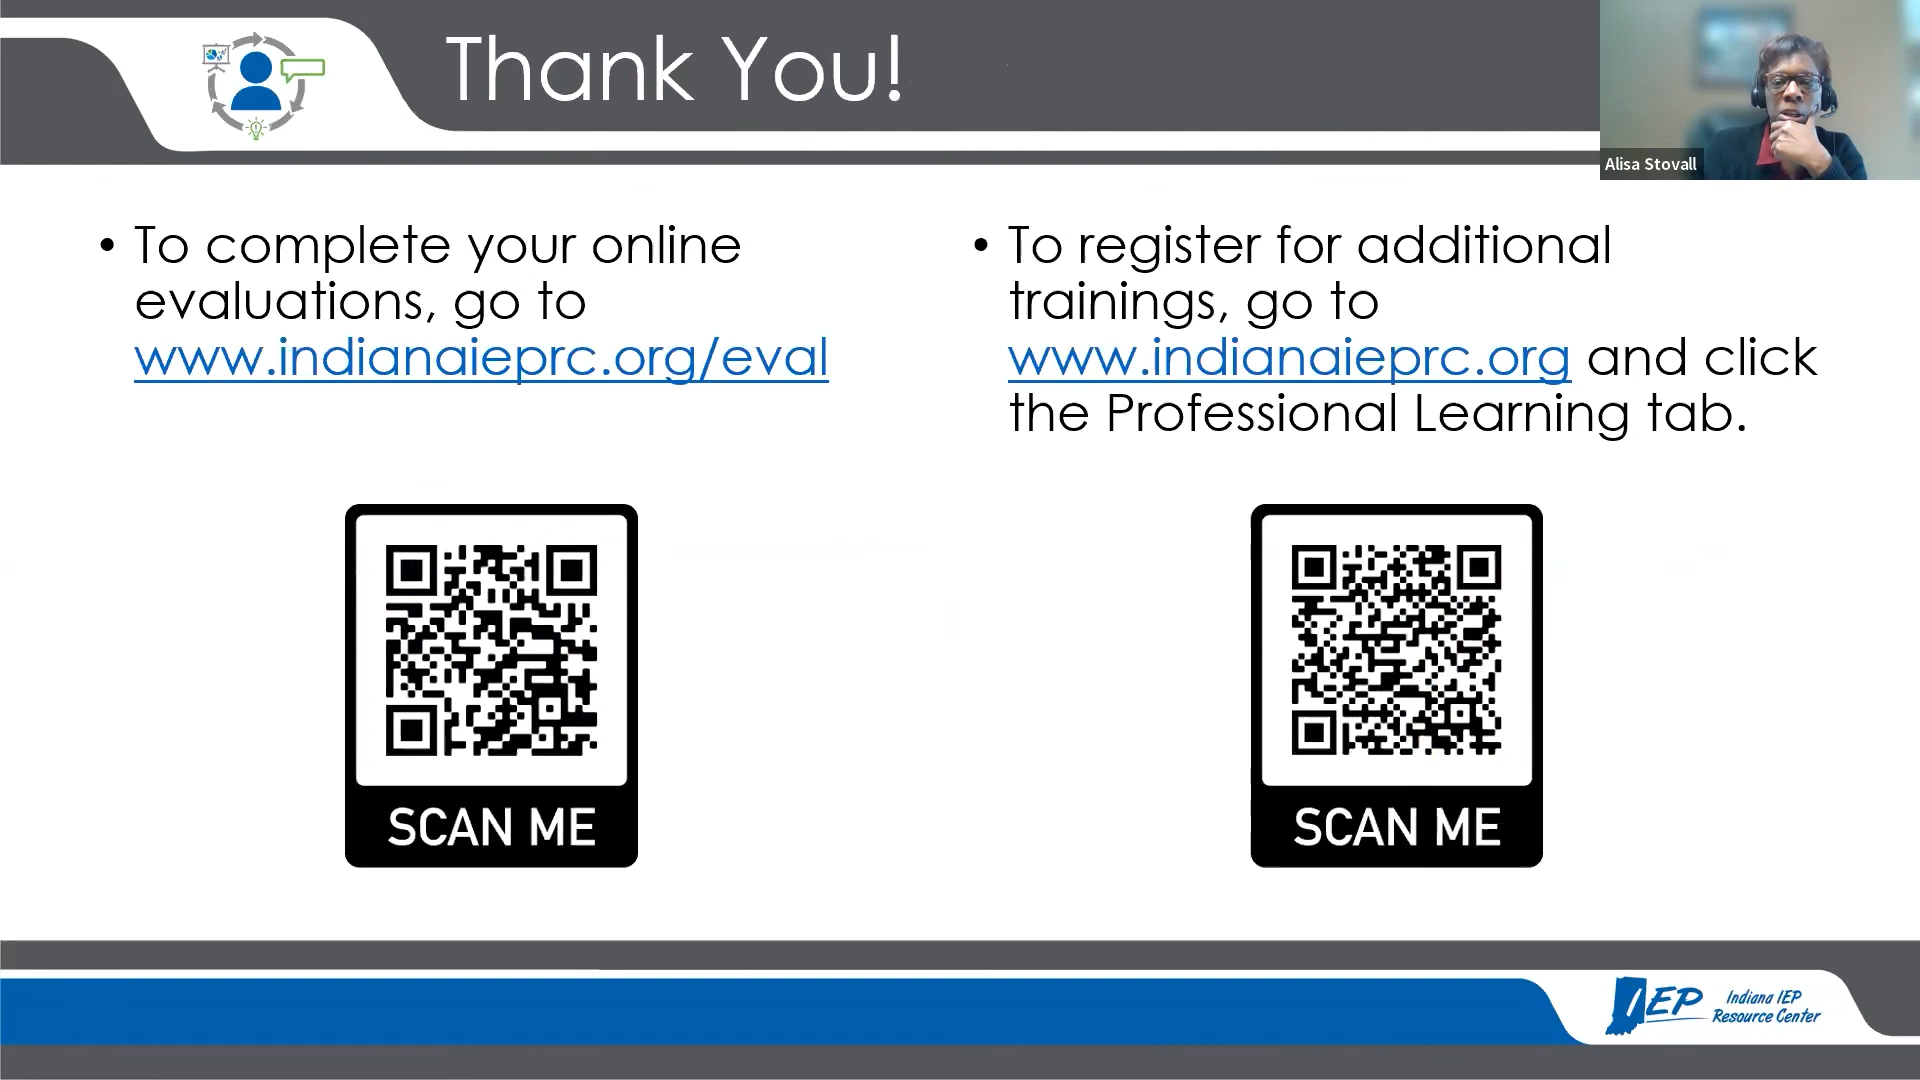 Thank You!
Alisa Stovall
• To complete your online
evaluations, go to
www.indianaieprc.org/eval
• To register for additional
trainings, go to
www.indianaieprc.org and click
the Professional Learning tab.
SCAN ME
SCAN ME
IEP
Indiana IEP
Resource Center